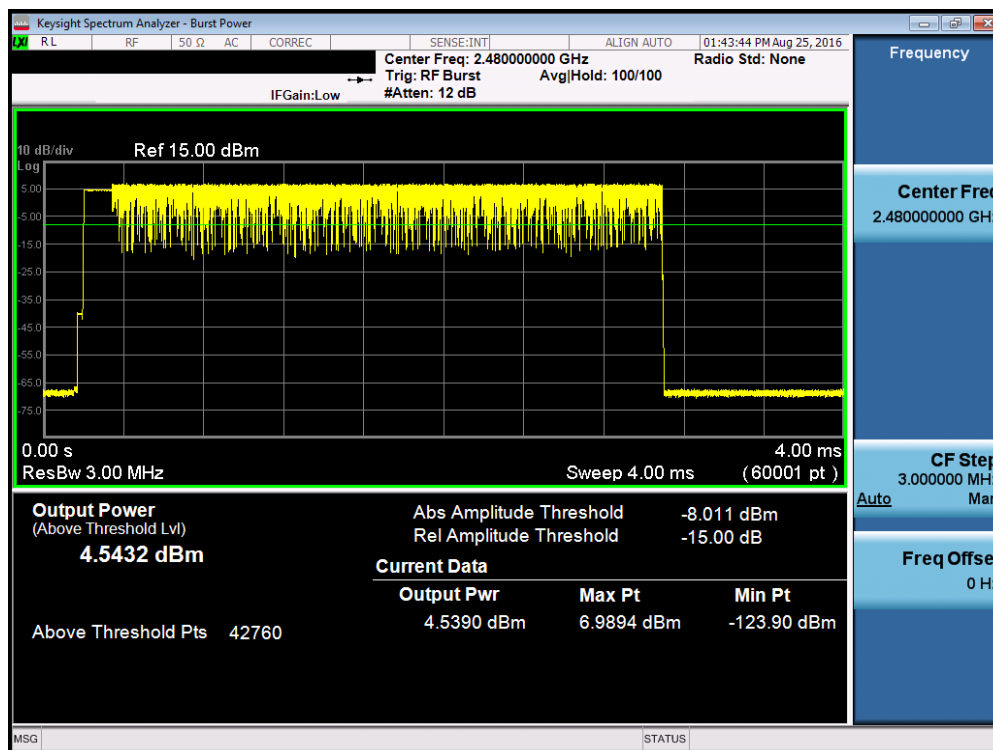 Keysight Spectrum Analyzer - Burst Power
LXI RL RF 50 Ω AC CORREC SENSE:INT ALIGN AUTO 01:43:44 PM Aug 25, 2016
Center Freq: 2.480000000 GHz Radio Std: None
Trig: RF Burst Avg|Hold: 100/100
IFGain:Low #Atten: 12 dB
Frequency
10 dB/div Ref 15.00 dBm
Log
5.00
-5.00
-15.0
-25.0
-35.0
-45.0
-55.0
-65.0
-75.0
0.00 s 4.00 ms
ResBw 3.00 MHz Sweep 4.00 ms (60001 pt)
Output Power
(Above Threshold Lvl)
4.5432 dBm
Above Threshold Pts 42760
Abs Amplitude Threshold -8.011 dBm
Rel Amplitude Threshold -15.00 dB
Current Data
Output Pwr Max Pt Min Pt
4.5390 dBm 6.9894 dBm -123.90 dBm
Center Freq
2.480000000 GHz
CF Step
3.000000 MHz
Auto Man
Freq Offse
0 Hz
MSG STATUS